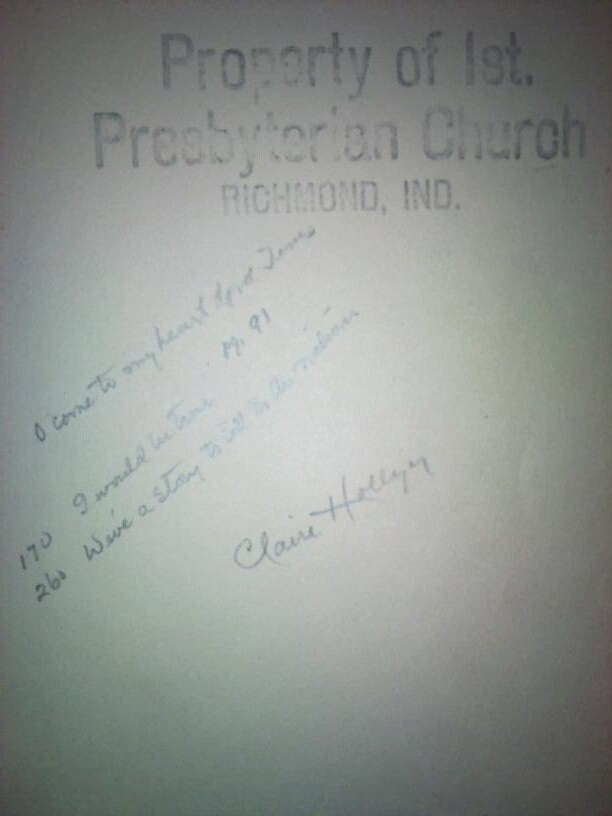 Property of 1st.
Presbyterian Church
RICHMOND, IND.
O come to my heart Lord Jesus
Pg. 91
170 I would be true
260 We've a story to tell to the nation
Claire Hollyer